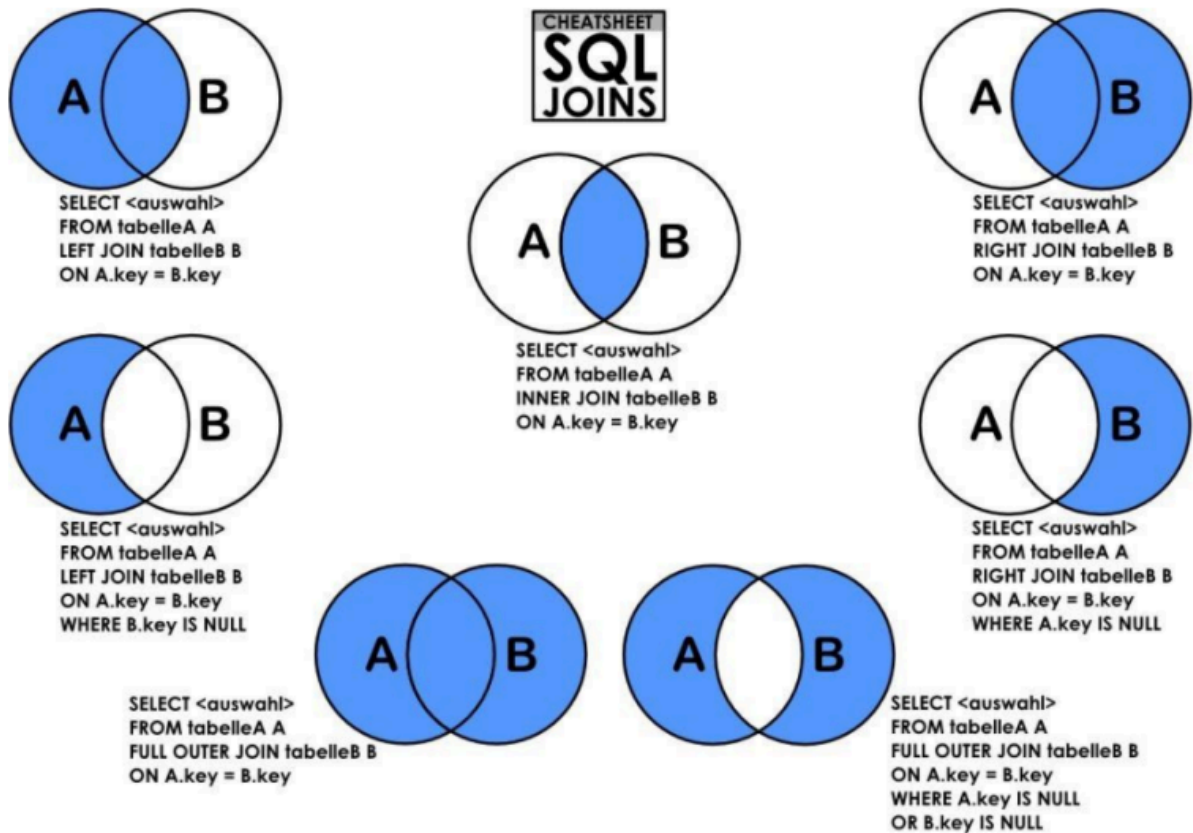 CHEATSHEET
SQL
JOINS
A B
SELECT <auswahl>
FROM tabelleA A
LEFT JOIN tabelleB B
ON A.key = B.key
A B
SELECT <auswahl>
FROM tabelleA A
INNER JOIN tabelleB B
ON A.key = B.key
A B
SELECT <auswahl>
FROM tabelleA A
RIGHT JOIN tabelleB B
ON A.key = B.key
A B
SELECT <auswahl>
FROM tabelleA A
LEFT JOIN tabelleB B
ON A.key = B.key
WHERE B.key IS NULL
A B
SELECT <auswahl>
FROM tabelleA A
RIGHT JOIN tabelleB B
ON A.key = B.key
WHERE A.key IS NULL
A B
SELECT <auswahl>
FROM tabelleA A
FULL OUTER JOIN tabelleB B
ON A.key = B.key
A B
SELECT <auswahl>
FROM tabelleA A
FULL OUTER JOIN tabelleB B
ON A.key = B.key
WHERE A.key IS NULL
OR B.key IS NULL